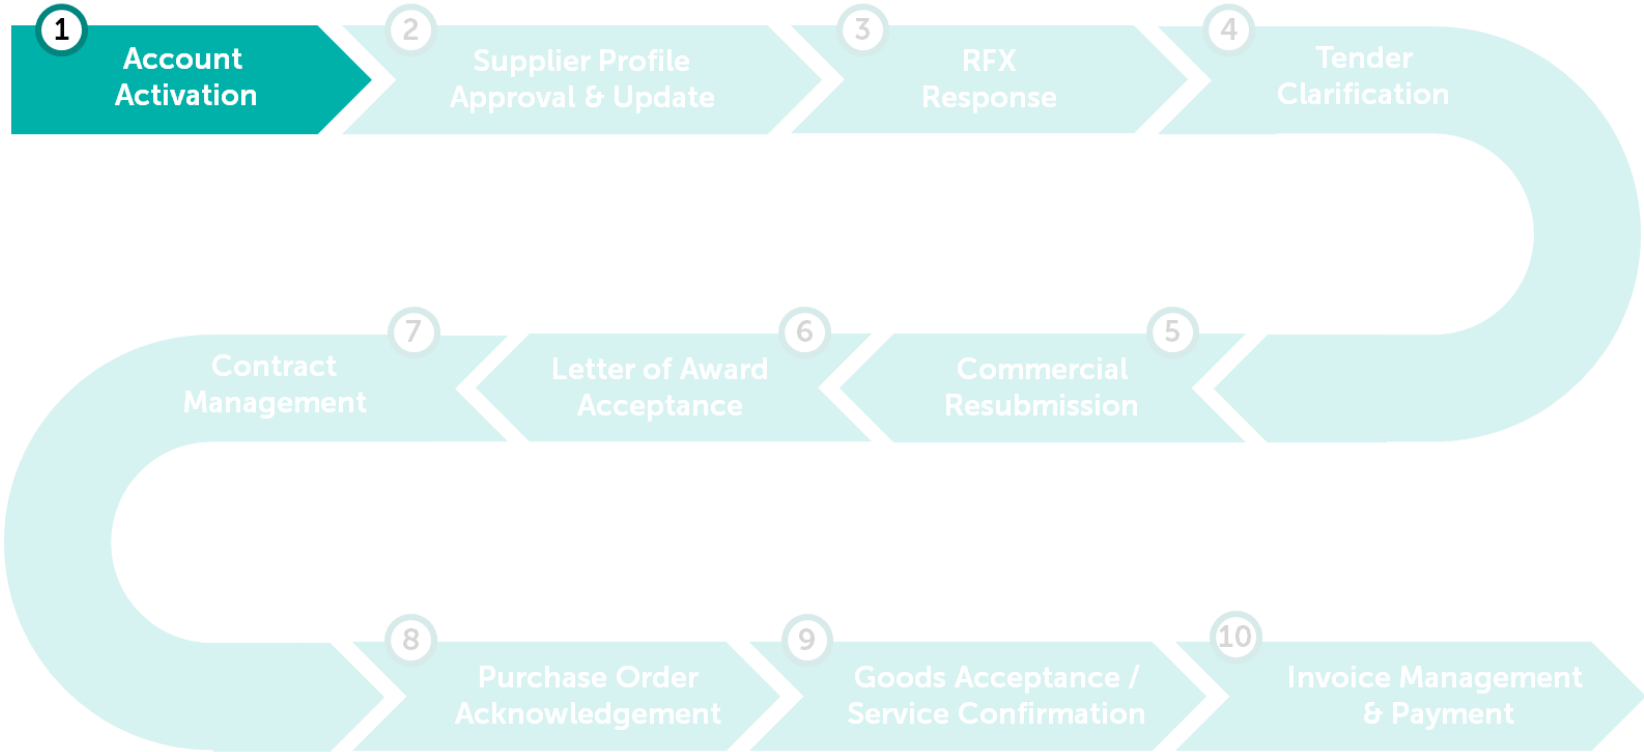 1
Account
Activation
2
Supplier Profile
Approval & Update
3
RFX
Response
4
Tender
Clarification
5
Commercial
Resubmission
6
Letter of Award
Acceptance
7
Contract
Management
8
Purchase Order
Acknowledgement
9
Goods Acceptance /
Service Confirmation
10
Invoice Management
& Payment